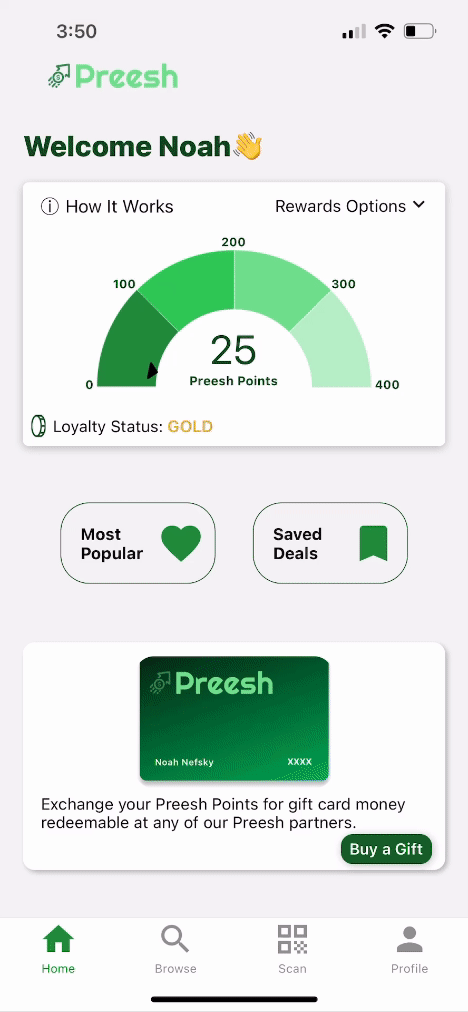 3:50
Preesh
Welcome Noah👋
How It Works
Rewards Options
200
100
300
25
0
Preesh Points
400
Loyalty Status: GOLD
Most
Popular
Saved
Deals
Preesh
Noah Nefsky
XXXX
Exchange your Preesh Points for gift card money
redeemable at any of our Preesh partners.
Buy a Gift
Home
Browse
Scan
Profile